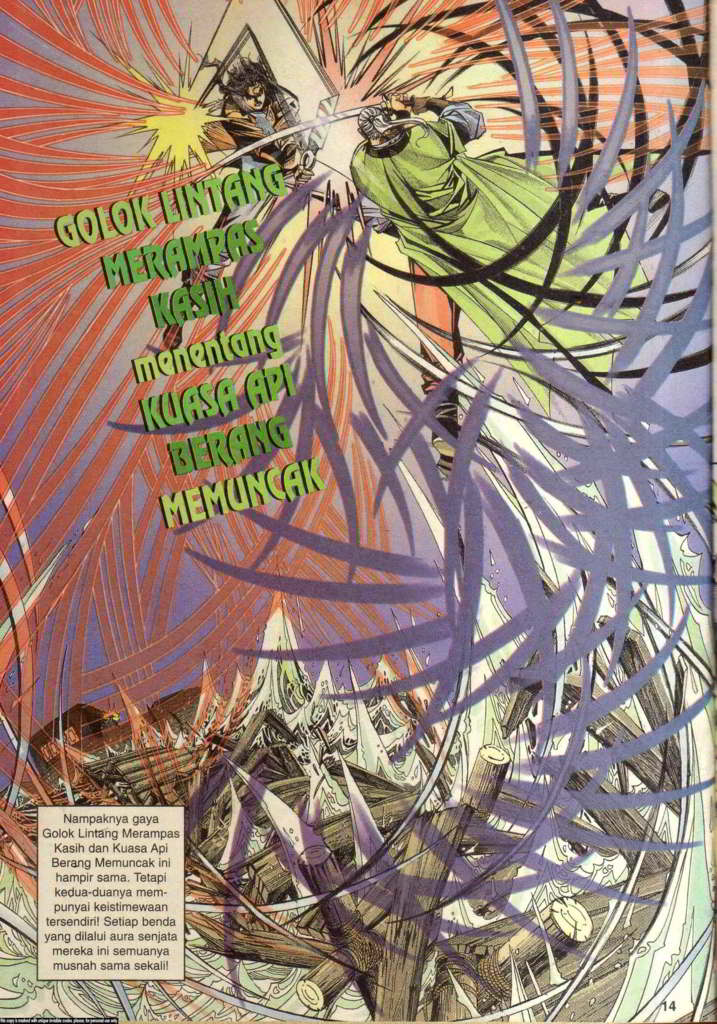 GOLOK LINTANG
MERAMPAS
KASIH
menentang
KUASA API
BERANG
MEMUNCAK
Nampaknya gaya
Golok Lintang Merampas
Kasih dan Kuasa Api
Berang Memuncak ini
hampir sama. Tetapi
kedua-duanya mem-
punyai keistimewaan
tersendiri! Setiap benda
yang dilalui aura senjata
mereka ini semuanya
musnah sama sekali!
14